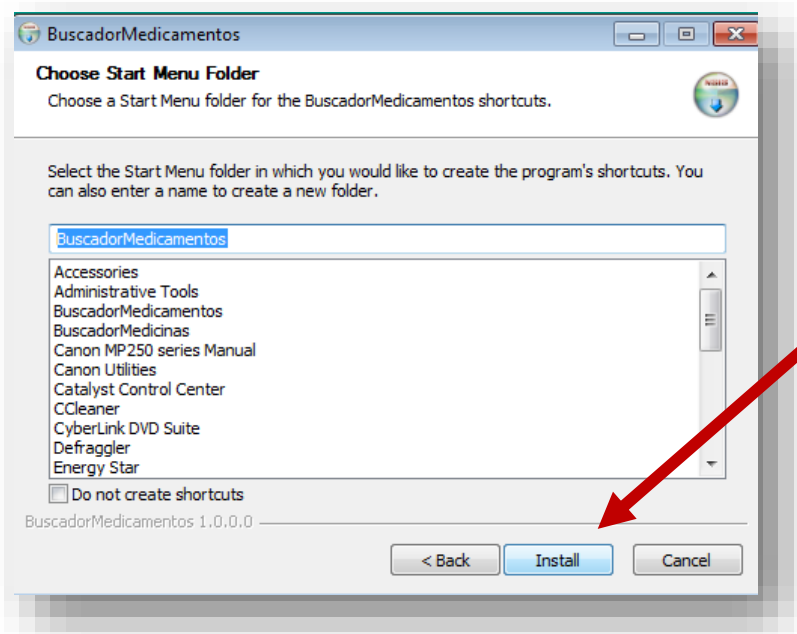 BuscadorMedicamentos
Choose Start Menu Folder
Choose a Start Menu folder for the BuscadorMedicamentos shortcuts.
Select the Start Menu folder in which you would like to create the program's shortcuts. You
can also enter a name to create a new folder.
BuscadorMedicamentos
Accessories
Administrative Tools
BuscadorMedicamentos
BuscadorMedicinas
Canon MP250 series Manual
Canon Utilities
Catalyst Control Center
CCleaner
CyberLink DVD Suite
Defraggler
Energy Star
Do not create shortcuts
BuscadorMedicamentos 1.0.0.0
< Back Install Cancel